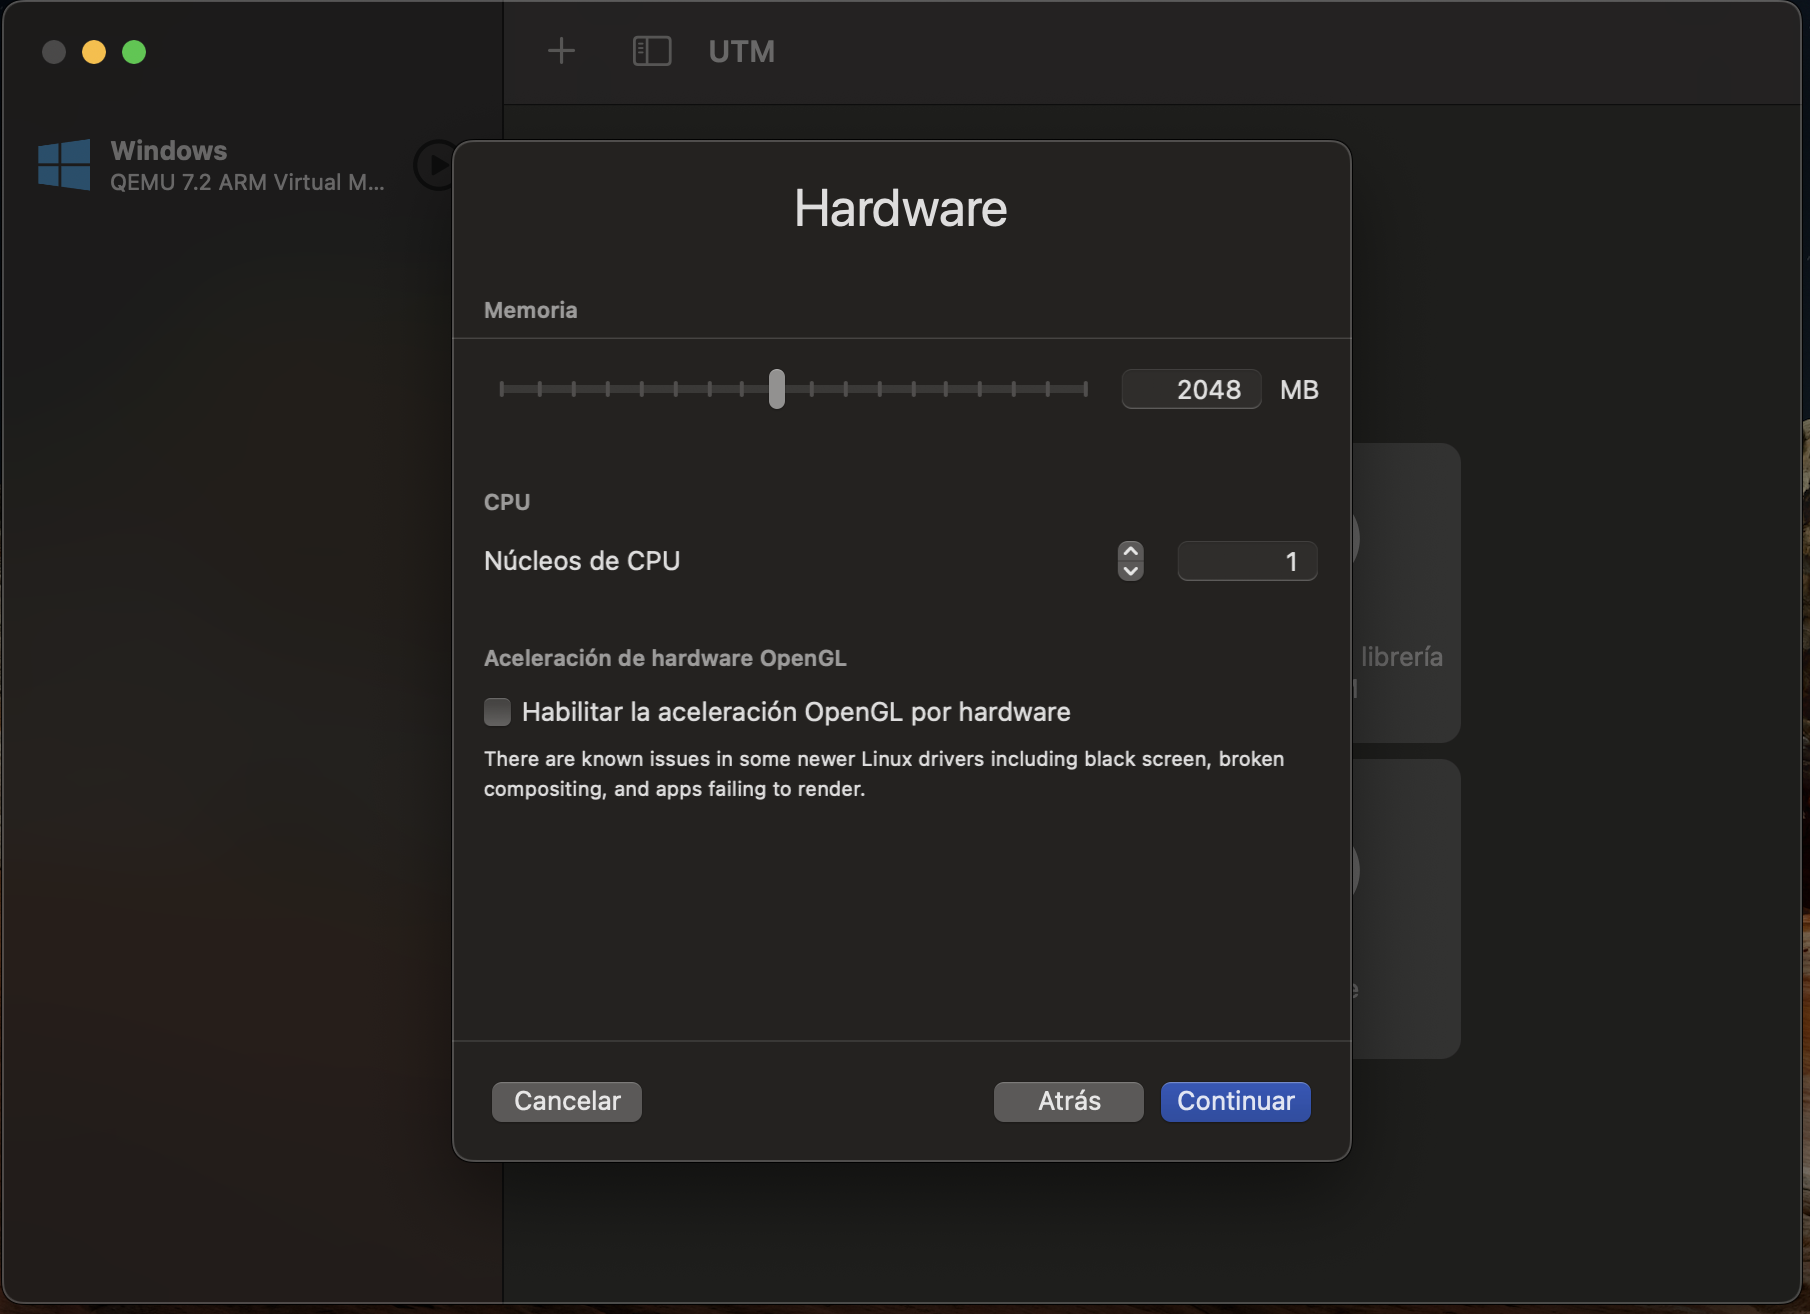 UTM
Windows
QEMU 7.2 ARM Virtual M...
Hardware
Memoria
2048 MB
CPU
Núcleos de CPU
1
Aceleración de hardware OpenGL
Habilitar la aceleración OpenGL por hardware
There are known issues in some newer Linux drivers including black screen, broken
compositing, and apps failing to render.
librería
Cancelar
Atrás
Continuar